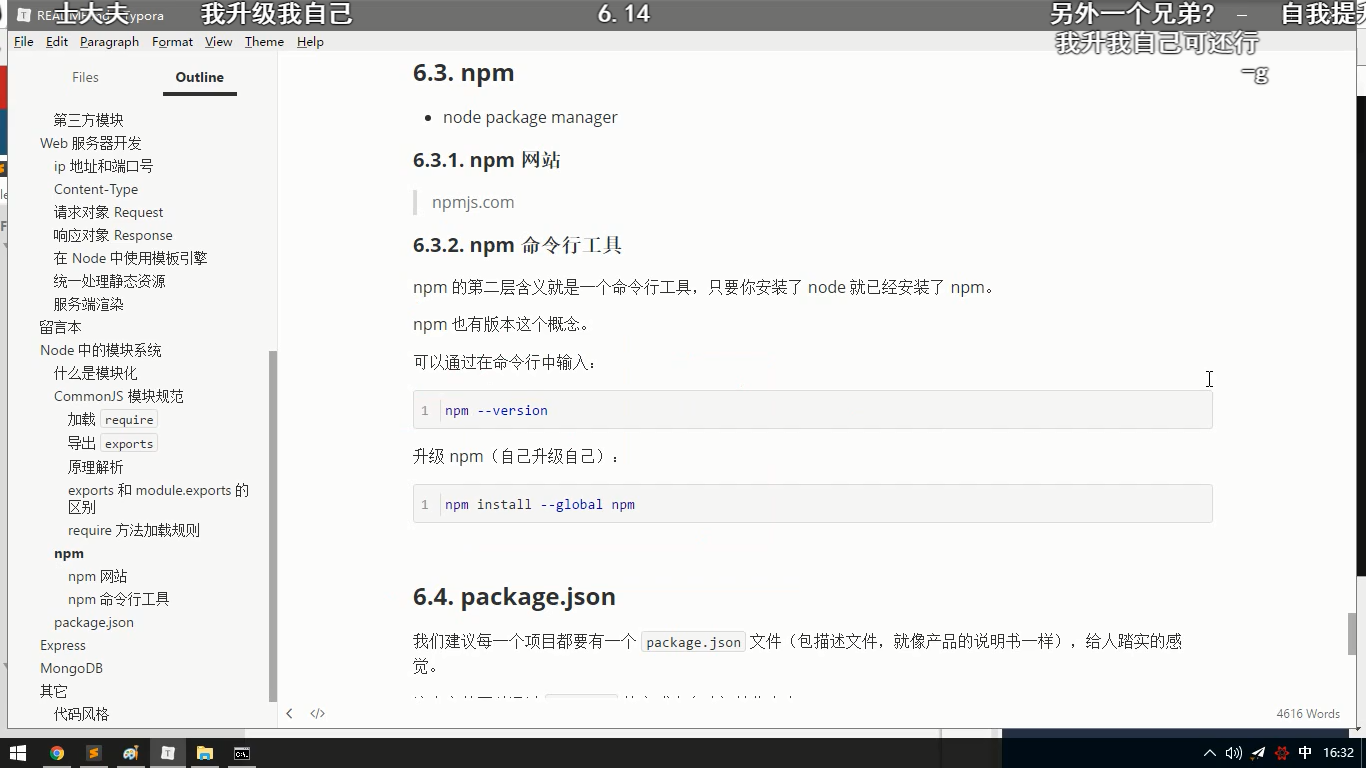 士大夫 我升级我自己 6.14 另外一个兄弟? 自我提升
我升我自己可还行
-g
File Edit Paragraph Format View Theme Help
Files Outline
第三方模块
Web 服务器开发
ip 地址和端口号
Content-Type
请求对象 Request
响应对象 Response
在 Node 中使用模板引擎
统一处理静态资源
服务端渲染
留言本
Node 中的模块系统
什么是模块化
CommonJS 模块规范
加载 require
导出 exports
原理解析
exports 和 module.exports 的
区别
require 方法加载规则
npm
npm 网站
npm 命令行工具
package.json
Express
MongoDB
其它
代码风格
6.3. npm
node package manager
6.3.1. npm 网站
npmjs.com
6.3.2. npm 命令行工具
npm 的第二层含义就是一个命令行工具，只要你安装了 node 就已经安装了 npm。
npm 也有版本这个概念。
可以通过在命令行中输入：
1 npm --version
升级 npm（自己升级自己）：
1 npm install --global npm
6.4. package.json
我们建议每一个项目都要有一个 package.json 文件（包描述文件，就像产品的说明书一样），给人踏实的感
觉。
4616 Words
中 16:32